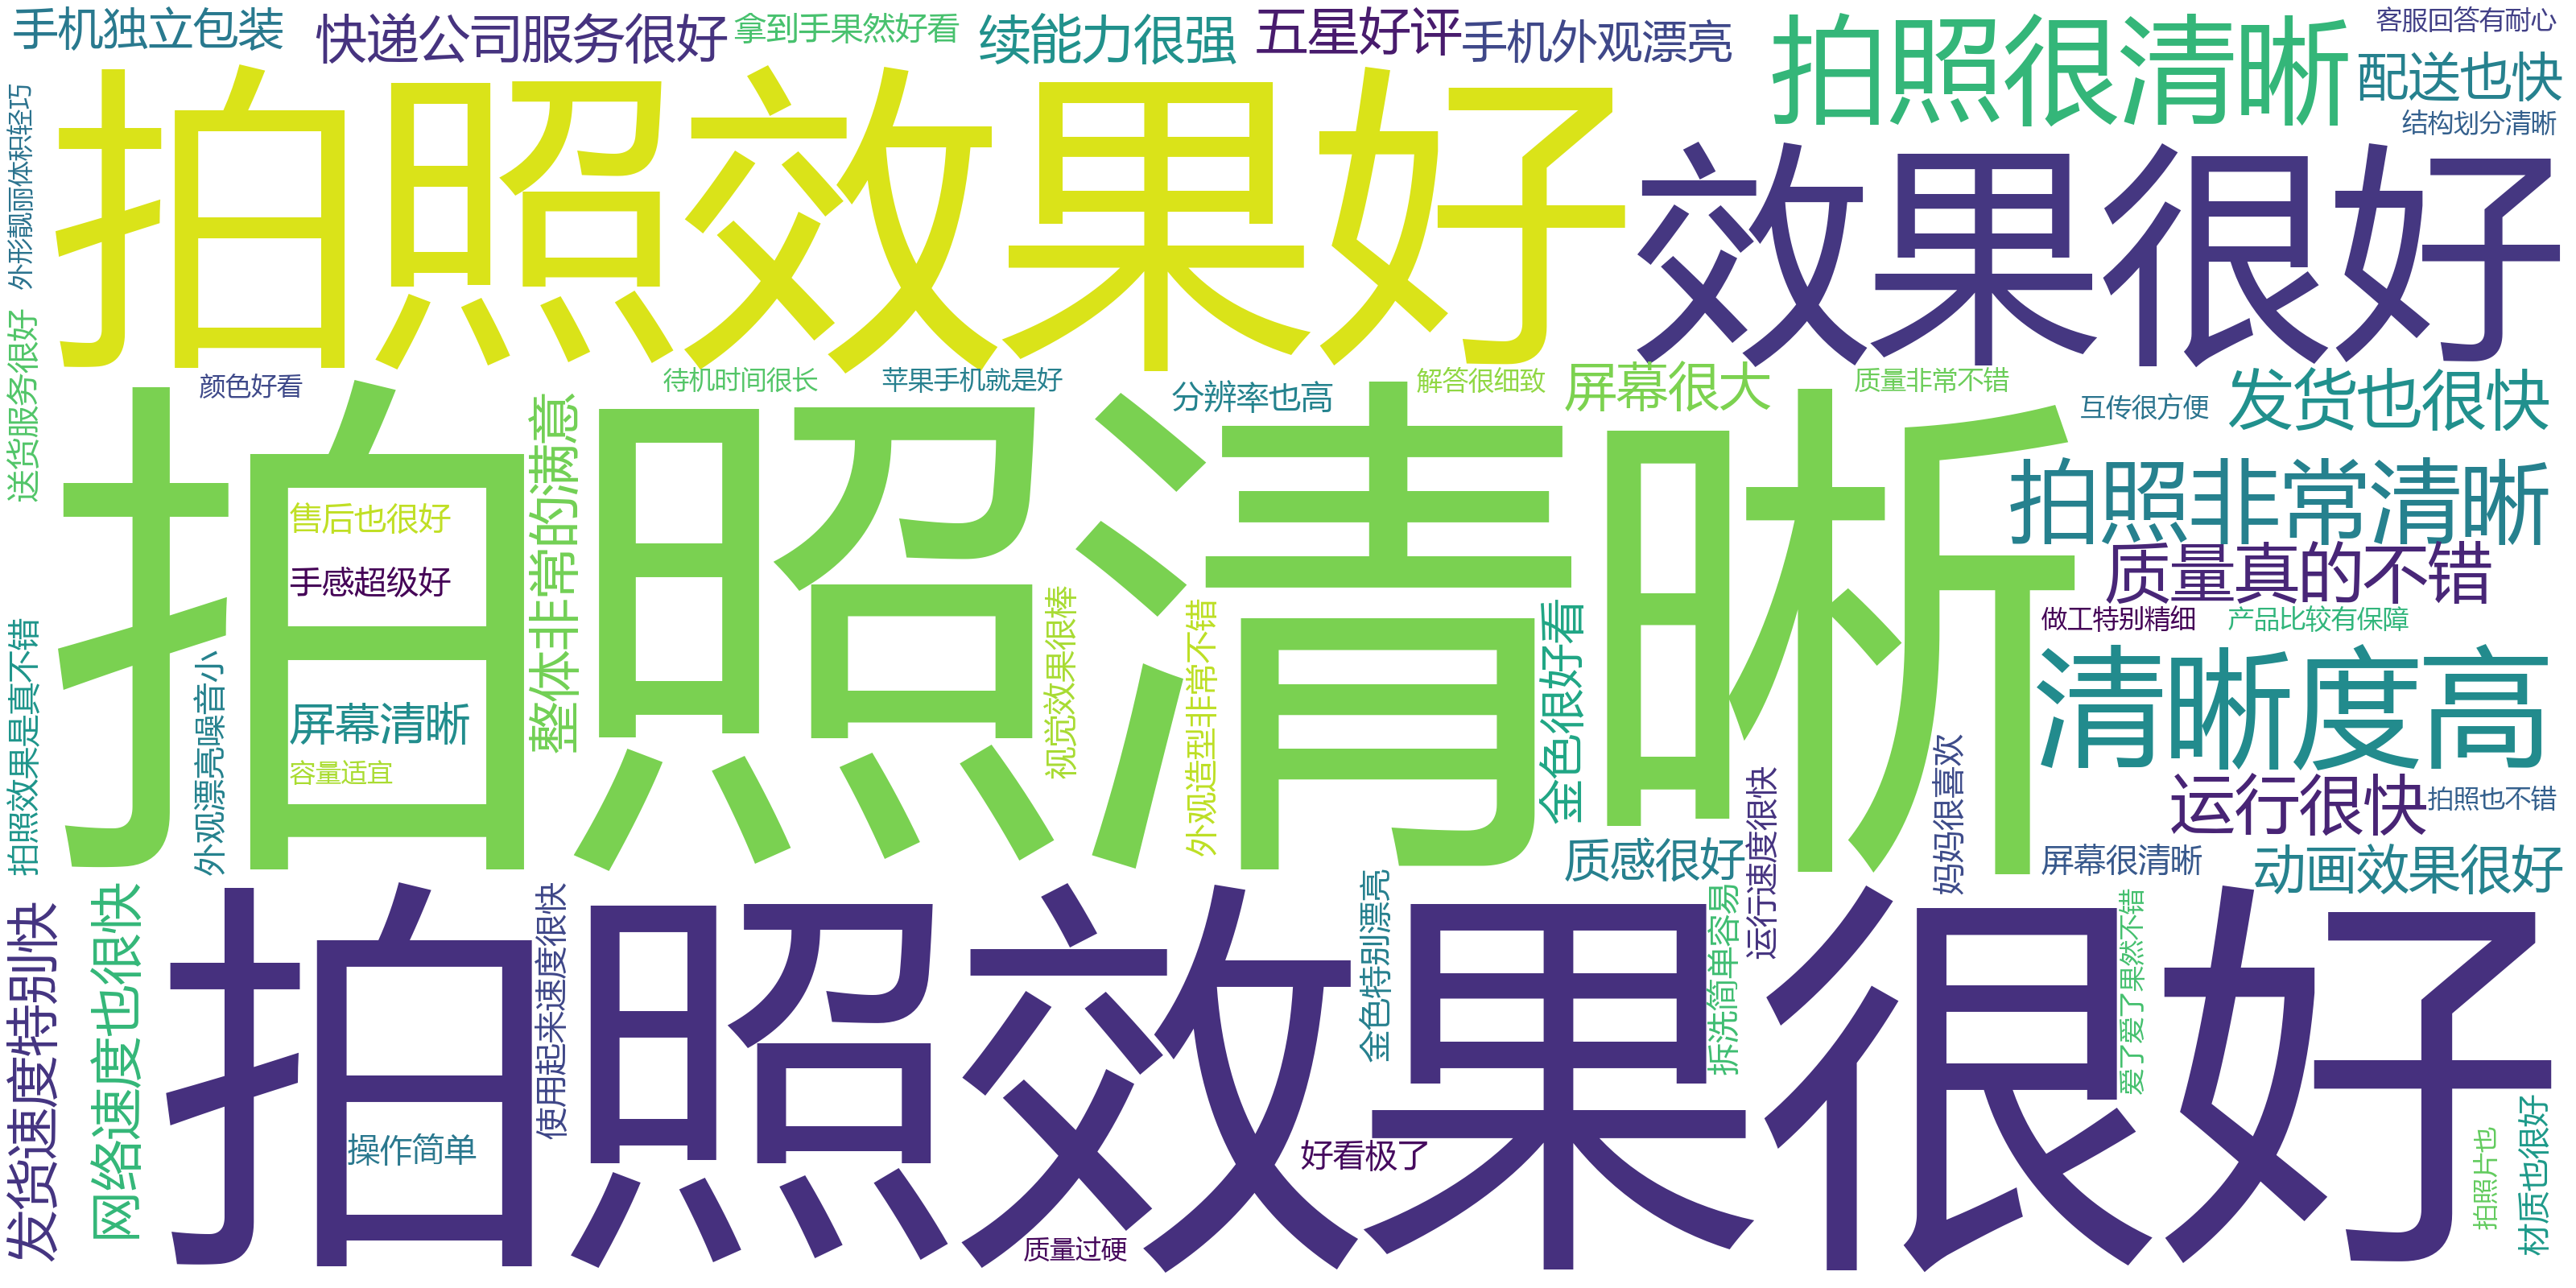 手机独立包装
快递公司服务很好
拿到手果然好看
续能力很强
五星好评
手机外观漂亮
拍照很清晰
客服回答有耐心
配送也快
结构划分清晰
外形靓丽体积轻巧
拍照效果好
效果很好
送货服务很好
颜色好看
待机时间很长
苹果手机就是好
分辨率也高
解答很细致
屏幕很大
质量非常不错
互传很方便
发货也很快
拍照清晰
售后也很好
手感超级好
整体非常的满意
拍照非常清晰
质量真的不错
做工特别精细
产品比较有保障
拍照效果是真不错
外观漂亮噪音小
屏幕清晰
容量适宜
视觉效果很棒
外观造型非常不错
金色很好看
清晰度高
运行很快
拍照也不错
妈妈很喜欢
运行速度很快
质感很好
屏幕很清晰
动画效果很好
发货速度特别快
网络速度也很快
拍照效果很好
使用起来速度很快
金色特别漂亮
拆洗简单容易
爱了爱了果然不错
操作简单
好看极了
质量过硬
拍照片也
材质也很好